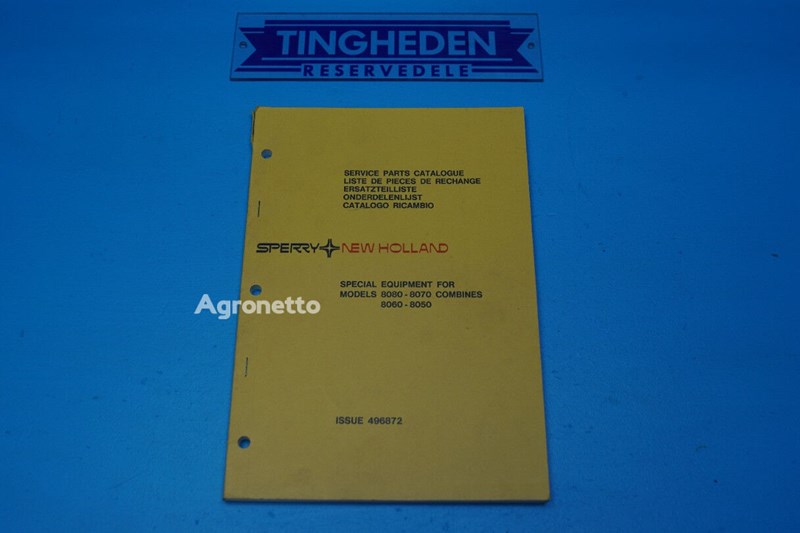 TINGHEDEN
RESERVEDELE
SERVICE PARTS CATALOGUE
LISTE DE PIECES DE RECHANGE
ERSATZTEILLISTE
ONDERDELENLIJST
CATALOGO RICAMBIO
SPERRY NEW HOLLAND
SPECIAL EQUIPMENT FOR
MODELS 8080-8070 COMBINES
8060-8050
Agronetto
ISSUE 496872